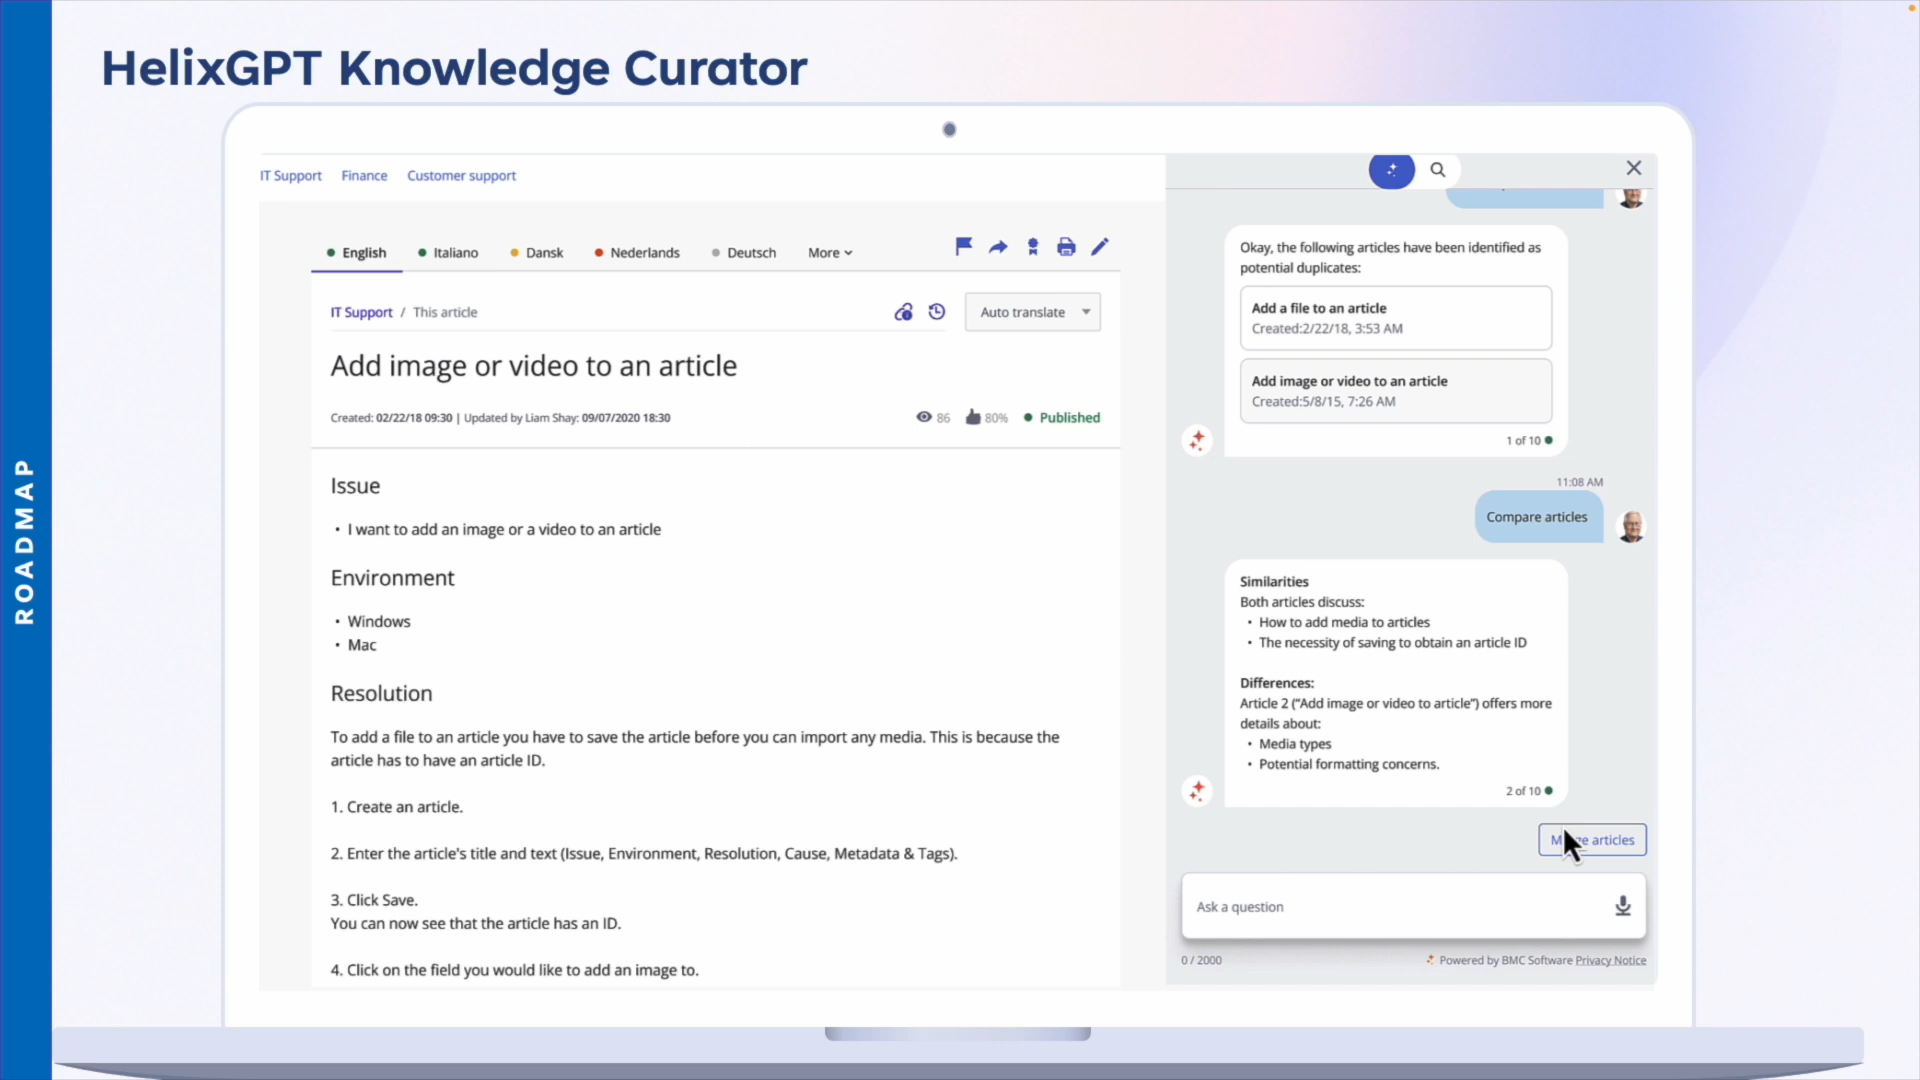 HelixGPT Knowledge Curator
ROADMAP
IT Support Finance Customer support
English Italiano Dansk Nederlands Deutsch More
IT Support / This article
Auto translate
Add image or video to an article
Created: 02/22/18 09:30 | Updated by Liam Shay: 09/07/2020 18:30
86 80% Published
Issue
• I want to add an image or a video to an article
Environment
• Windows
• Mac
Resolution
To add a file to an article you have to save the article before you can import any media. This is because the
article has to have an article ID.
1. Create an article.
2. Enter the article's title and text (Issue, Environment, Resolution, Cause, Metadata & Tags).
3. Click Save.
You can now see that the article has an ID.
4. Click on the field you would like to add an image to.
Okay, the following articles have been identified as
potential duplicates:
Add a file to an article
Created:2/22/18, 3:53 AM
Add image or video to an article
Created:5/8/15, 7:26 AM
1 of 10
11:08 AM
Compare articles
Similarities
Both articles discuss:
• How to add media to articles
• The necessity of saving to obtain an article ID
Differences:
Article 2 ("Add image or video to article") offers more
details about:
• Media types
• Potential formatting concerns.
2 of 10
articles
Ask a question
0 / 2000
Powered by BMC Software Privacy Notice